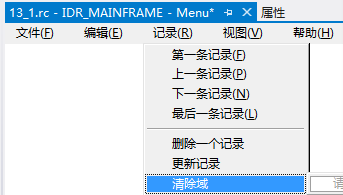 13_1.rc - IDR_MAINFRAME - Menu* 属性
文件(F) 编辑(E) 记录(R) 视图(V) 帮助(H)
第一条记录(F)
上一条记录(P)
下一条记录(N)
最后一条记录(L)
删除一个记录
更新记录
清除域 请